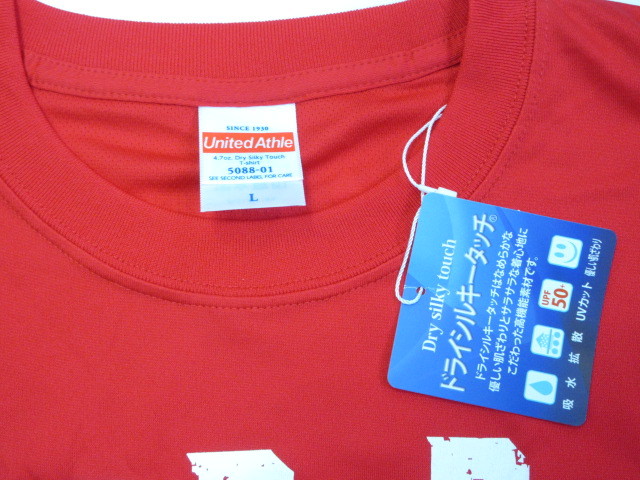 SINCE 1930
United Athle
4.7oz. Dry Silky Touch
T-shirt
5088-01
SEE SECOND LABEL FOR CARE
L
Dry silky touch
ドライシルキータッチ®
ドライシルキータッチはなめらかな
優しい肌ざわりとサラサラな着心地に
こだわった高機能素材です。
吸水
拡散
UPF
50+
UVカット
優しい肌ざわり